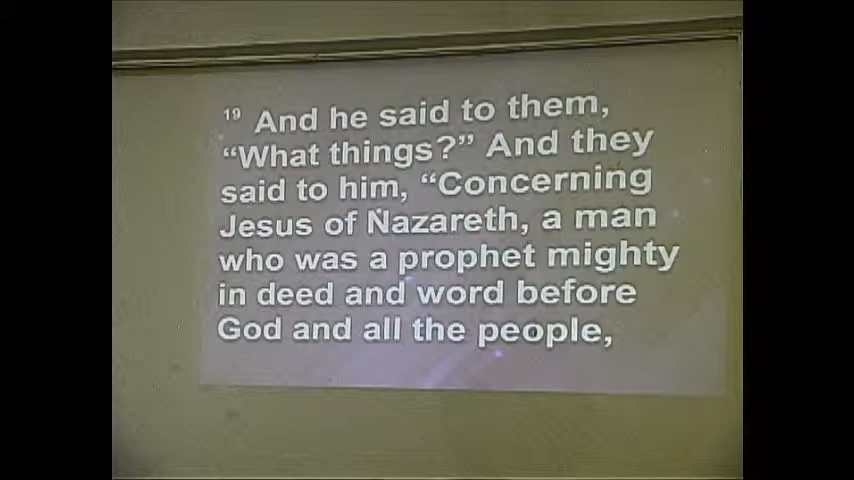 19 And he said to them,
“What things?” And they
said to him, “Concerning
Jesus of Nazareth, a man
who was a prophet mighty
in deed and word before
God and all the people,